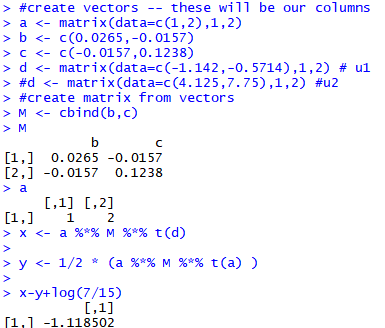 > #create vectors -- these will be our columns
> a <- matrix(data=c(1,2),1,2)
> b <- c(0.0265,-0.0157)
> c <- c(-0.0157,0.1238)
> d <- matrix(data=c(-1.142,-0.5714),1,2) # u1
> #d <- matrix(data=c(4.125,7.75),1,2) #u2
> #create matrix from vectors
> M <- cbind(b,c)
> M
           b       c
[1,]  0.0265 -0.0157
[2,] -0.0157  0.1238
> a
     [,1] [,2]
[1,]    1    2
> x <- a %*% M %*% t(d)
>
> y <- 1/2 * (a %*% M %*% t(a) )
>
> x-y+log(7/15)
          [,1]
[1,] -1.118502